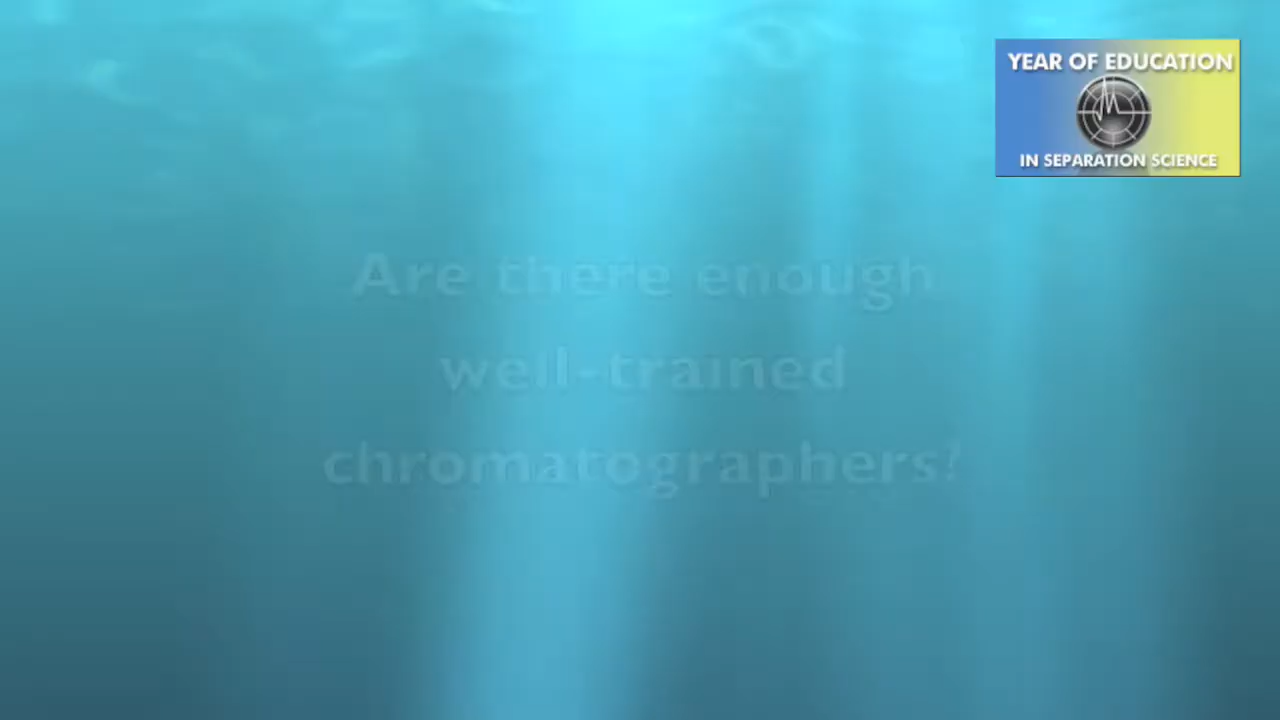 YEAR OF EDUCATION
IN SEPARATION SCIENCE
Are there enough
well-trained
chromatographers?